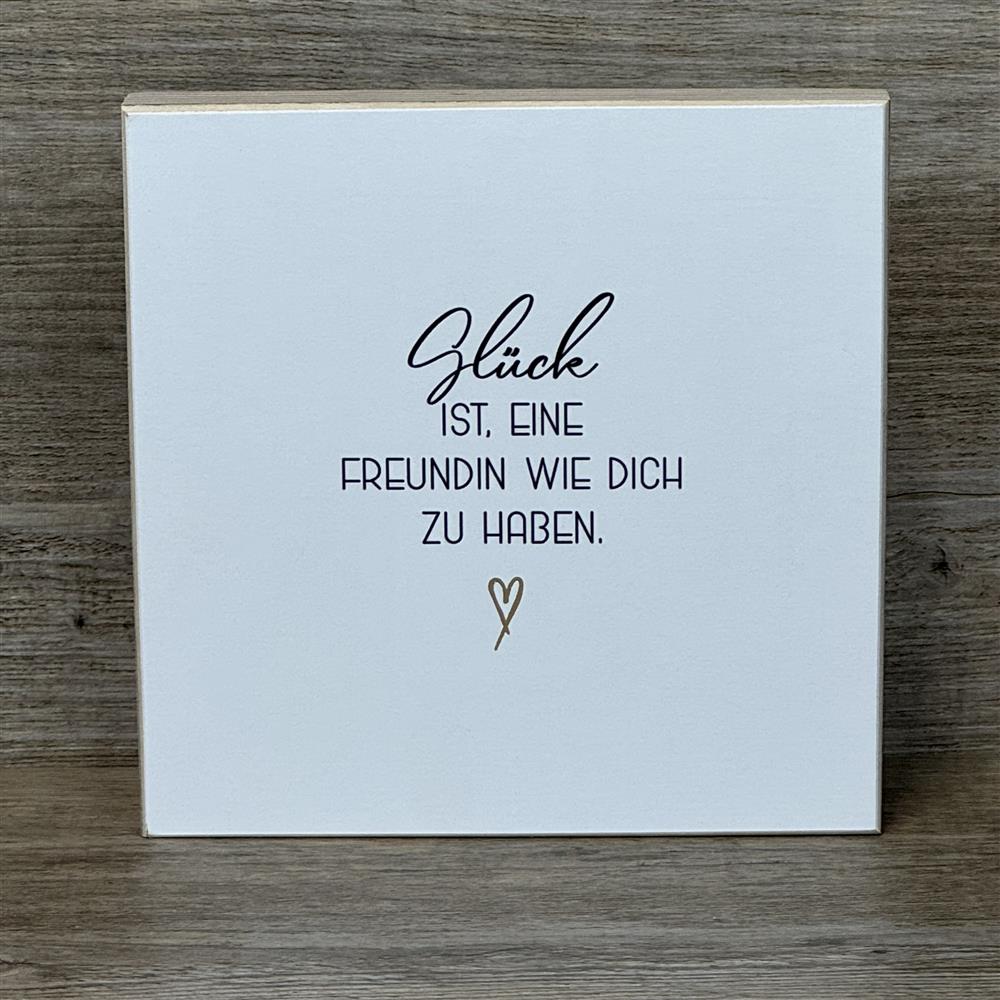 Glück
IST, EINE
FREUNDIN WIE DICH
ZU HABEN.